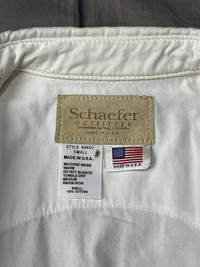 Schaefer
OUTFITTER
STYLE 60602
SMALL
MADE IN U.S.A.
MACHINE WASH
WARM
DO NOT BLEACH
TUMBLE DRY
MEDIUM
WARM IRON
SHELL:
100% COTTON
MADE IN U.S.A.